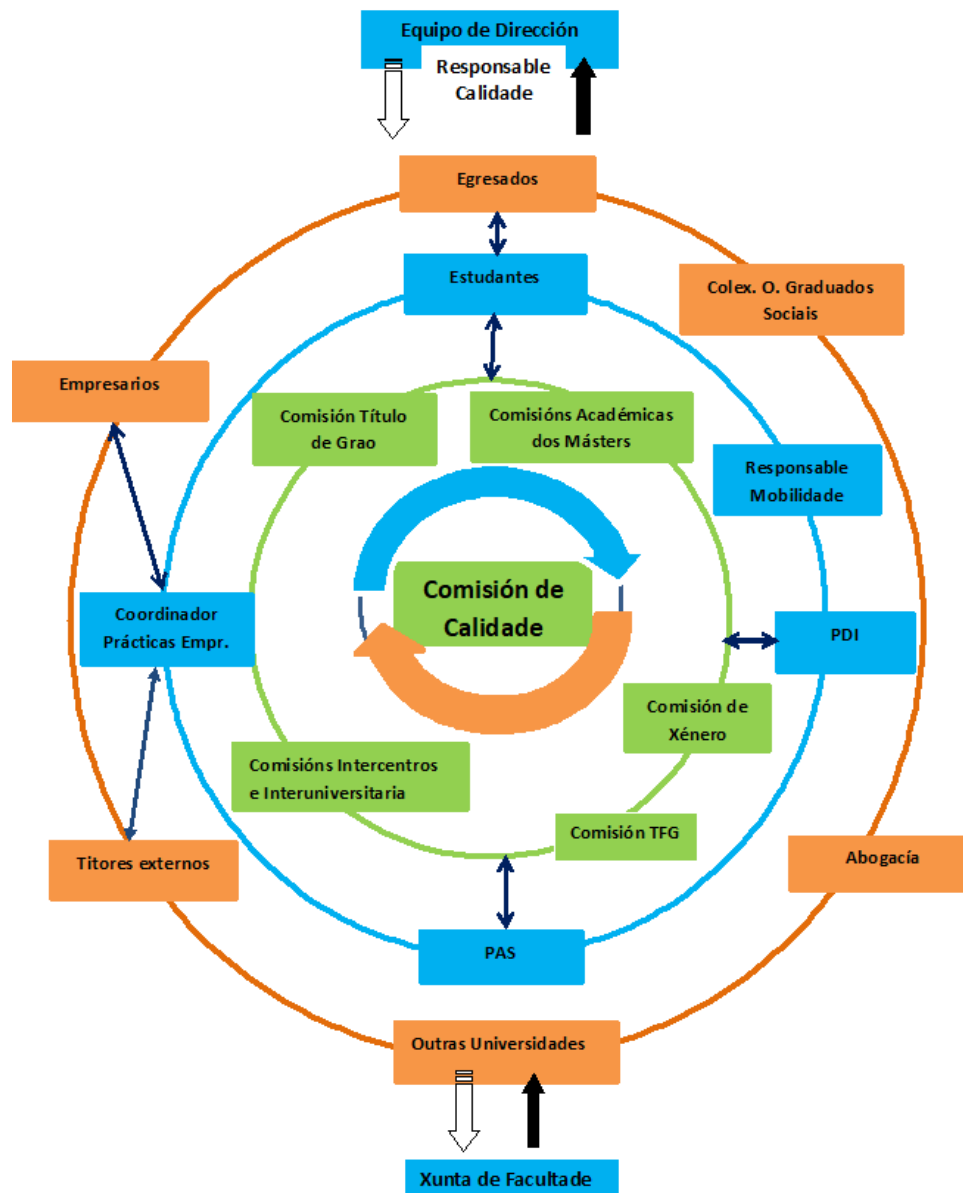 Equipo de Dirección
Responsable
Calidade
Egresados
Estudantes
Colex. O. Graduados
Sociais
Empresarios
Comisión Título
de Grao
Comisións Académicas
dos Másters
Responsable
Mobilidade
Comisión de
Calidade
Coordinador
Prácticas Empr.
PDI
Comisión de
Xénero
Comisións Intercentros
e Interuniversitaria
Comisión TFG
Titores externos
Abogacía
PAS
Outras Universidades
Xunta de Facultade